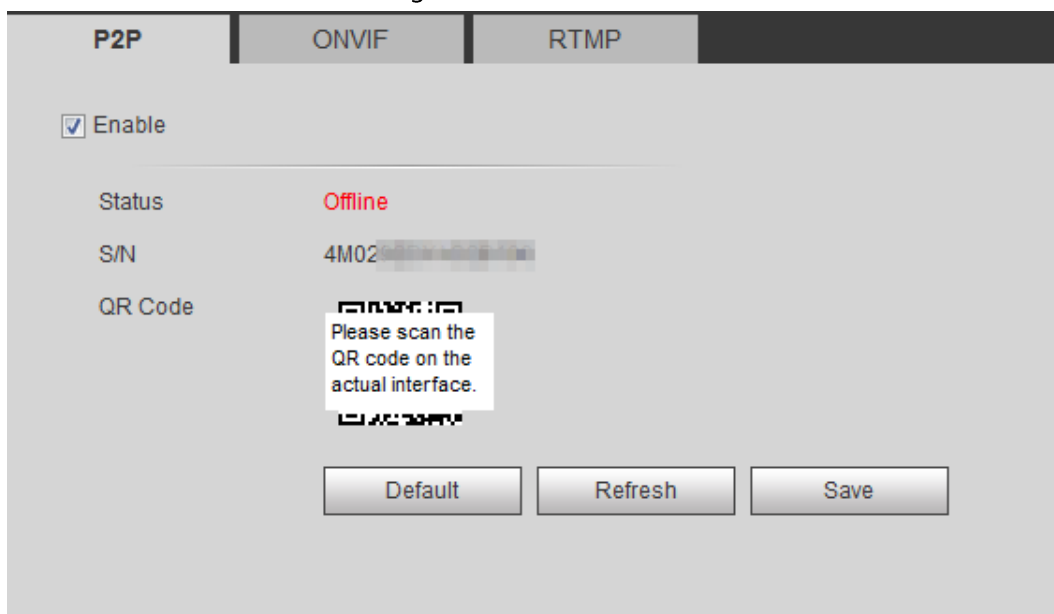 P2P ONVIF RTMP
Enable
Status Offline
S/N 4M02
QR Code
Please scan the
QR code on the
actual interface.
Default Refresh Save